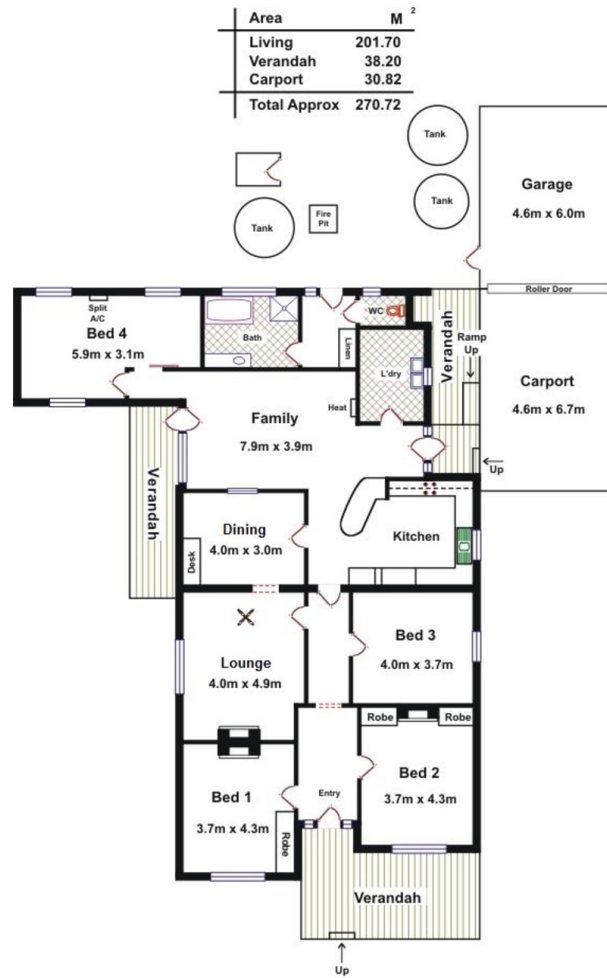 Area M 2
Living 201.70
Verandah 38.20
Carport 30.82
Total Approx 270.72
Tank
Tank
Tank
Fire
Pit
Garage
4.6m x 6.0m
Roller Door
Split
A/C
Bed 4
5.9m x 3.1m
Bath
Linen
WC
L'dry
Heat
Verandah
Ramp
Up
Carport
4.6m x 6.7m
Up
Family
7.9m x 3.9m
Verandah
Dining
4.0m x 3.0m
Desk
Kitchen
Lounge
4.0m x 4.9m
Bed 3
4.0m x 3.7m
Robe
Robe
Bed 2
3.7m x 4.3m
Entry
Bed 1
3.7m x 4.3m
Robe
Verandah
Up